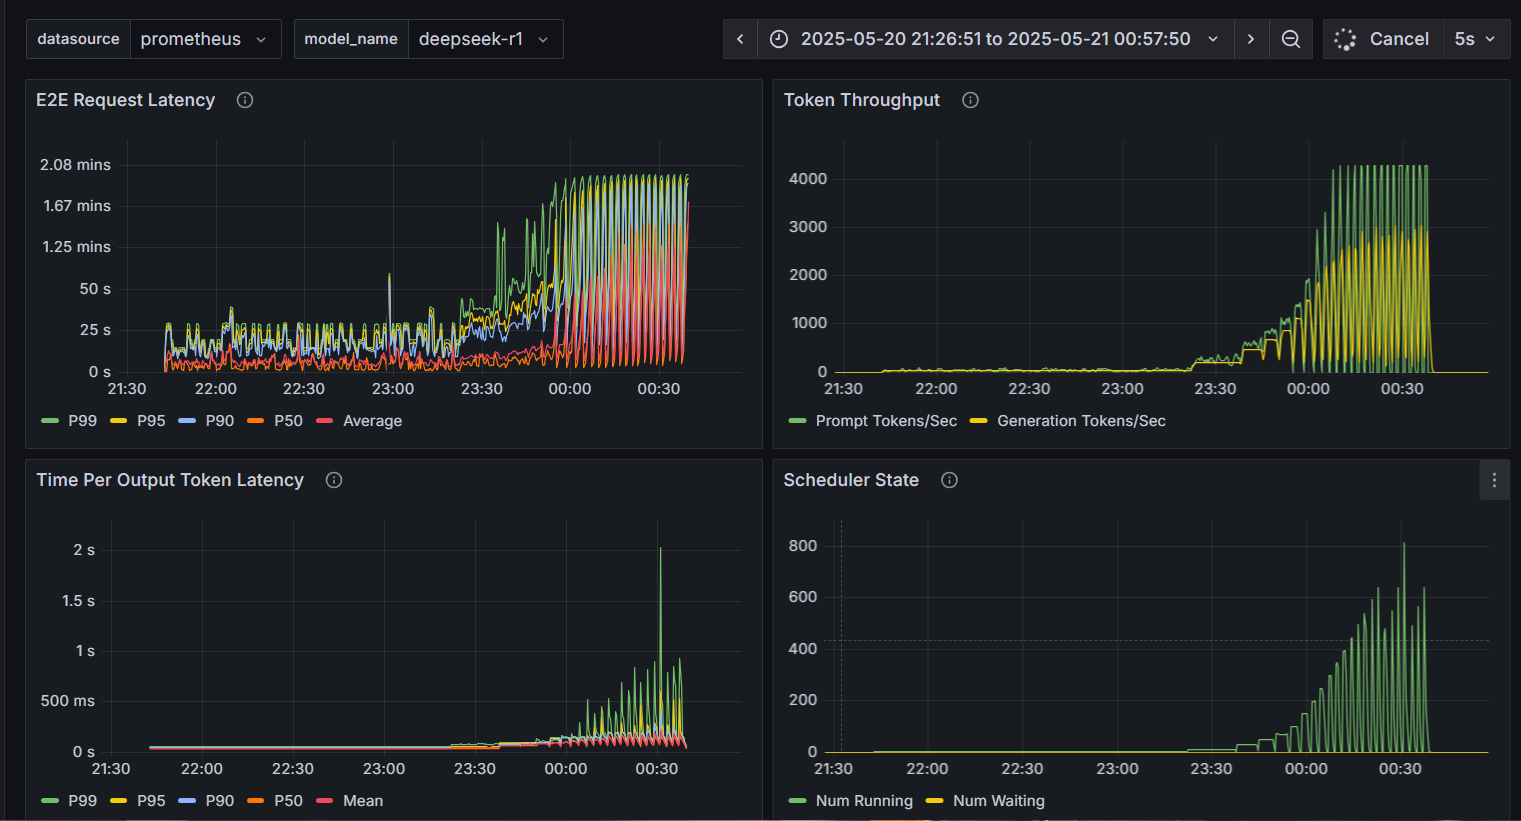 datasource prometheus model_name deepseek-r1 2025-05-20 21:26:51 to 2025-05-21 00:57:50 Cancel 5s
E2E Request Latency
2.08 mins
1.67 mins
1.25 mins
50 s
25 s
0 s
21:30 22:00 22:30 23:00 23:30 00:00 00:30
P99 P95 P90 P50 Average
Token Throughput
4000
3000
2000
1000
0
21:30 22:00 22:30 23:00 23:30 00:00 00:30
Prompt Tokens/Sec Generation Tokens/Sec
Time Per Output Token Latency
2 s
1.5 s
1 s
500 ms
0 s
21:30 22:00 22:30 23:00 23:30 00:00 00:30
P99 P95 P90 P50 Mean
Scheduler State
800
600
400
200
0
21:30 22:00 22:30 23:00 23:30 00:00 00:30
Num Running Num Waiting